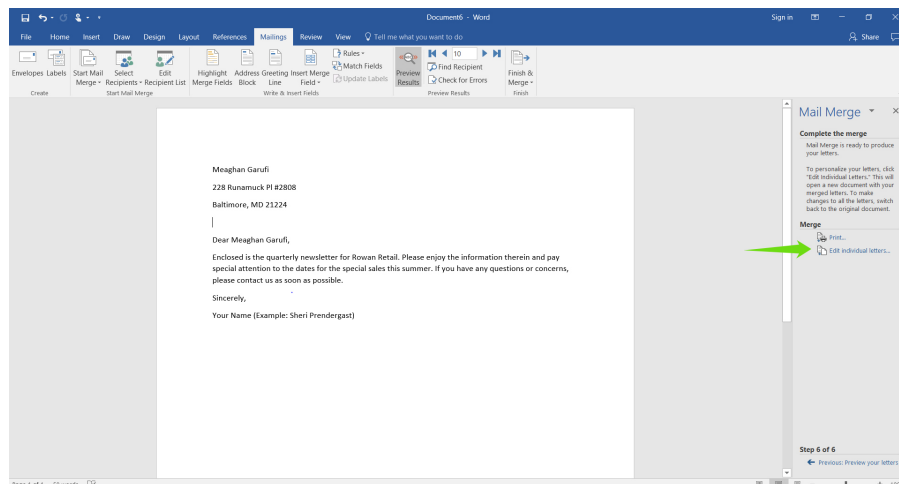 Document6 - Word
Sign in
File Home Insert Draw Design Layout References Mailings Review View Tell me what you want to do
Share
Envelopes Labels Start Mail Merge Select Recipients Edit Recipient List Highlight Merge Fields Address Block Greeting Line Insert Merge Field Rules Match Fields Update Labels Preview Results 10 Find Recipient Check for Errors Finish & Merge
Create Start Mail Merge Write & Insert Fields Preview Results Finish
Meaghan Garufi
228 Runamuck Pl #2808
Baltimore, MD 21224
Dear Meaghan Garufi,
Enclosed is the quarterly newsletter for Rowan Retail. Please enjoy the information therein and pay
special attention to the dates for the special sales this summer. If you have any questions or concerns,
please contact us as soon as possible.
Sincerely,
Your Name (Example: Sheri Prendergast)
Mail Merge
Complete the merge
Mail Merge is ready to produce
your letters.
To personalize your letters, click
"Edit Individual Letters." This will
open a new document with your
merged letters. To make
changes to all the letters, switch
back to the original document.
Merge
Print...
Edit individual letters...
Step 6 of 6
Previous: Preview your letters